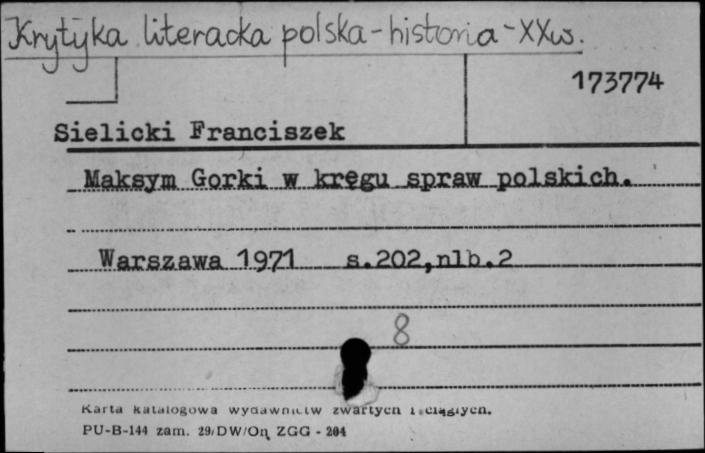 Krytyka literacka polska - historia - XX w.
173774
Sielicki Franciszek
Maksym Gorki w kręgu spraw polskich.
Warszawa 1971 s.202,nlb.2
8
Karta katalogowa wydawnictw zwartych i ciągłych.
PU-B-144 zam. 29/DW/On ZGG - 204